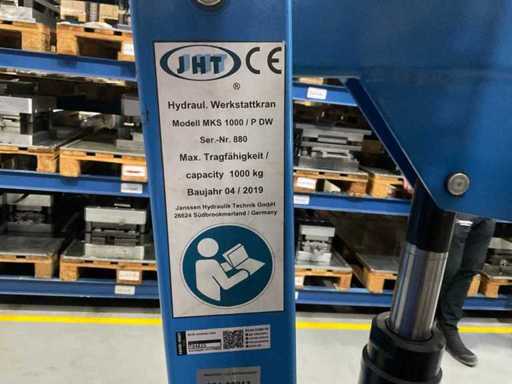 JHT CE
®
Hydraul. Werkstattkran
Modell MKS 1000 / P DW
Ser.-Nr. 880
Max. Tragfähigkeit /
capacity 1000 kg
Baujahr 04 / 2019
Janssen Hydraulik Technik GmbH
26624 Südbrookmerland / Germany